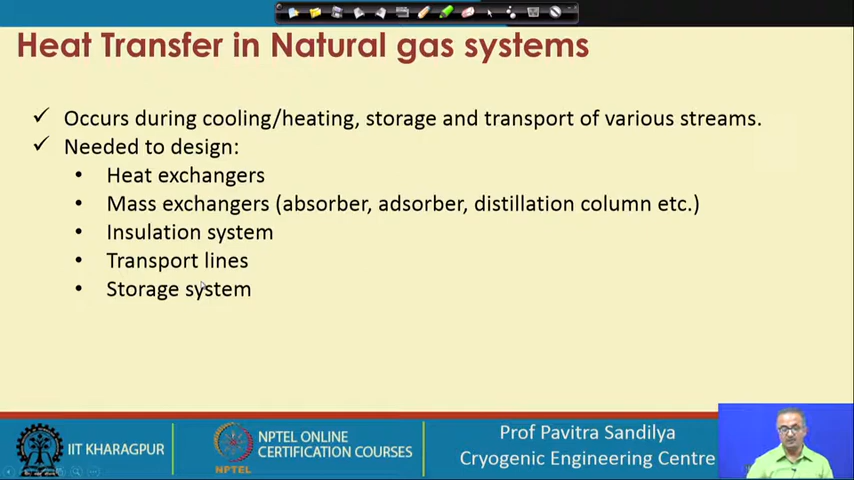 Heat Transfer in Natural gas systems
✓ Occurs during cooling/heating, storage and transport of various streams.
✓ Needed to design:
• Heat exchangers
• Mass exchangers (absorber, adsorber, distillation column etc.)
• Insulation system
• Transport lines
• Storage system
IIT KHARAGPUR
NPTEL
NPTEL ONLINE
CERTIFICATION COURSES
Prof Pavitra Sandilya
Cryogenic Engineering Centre